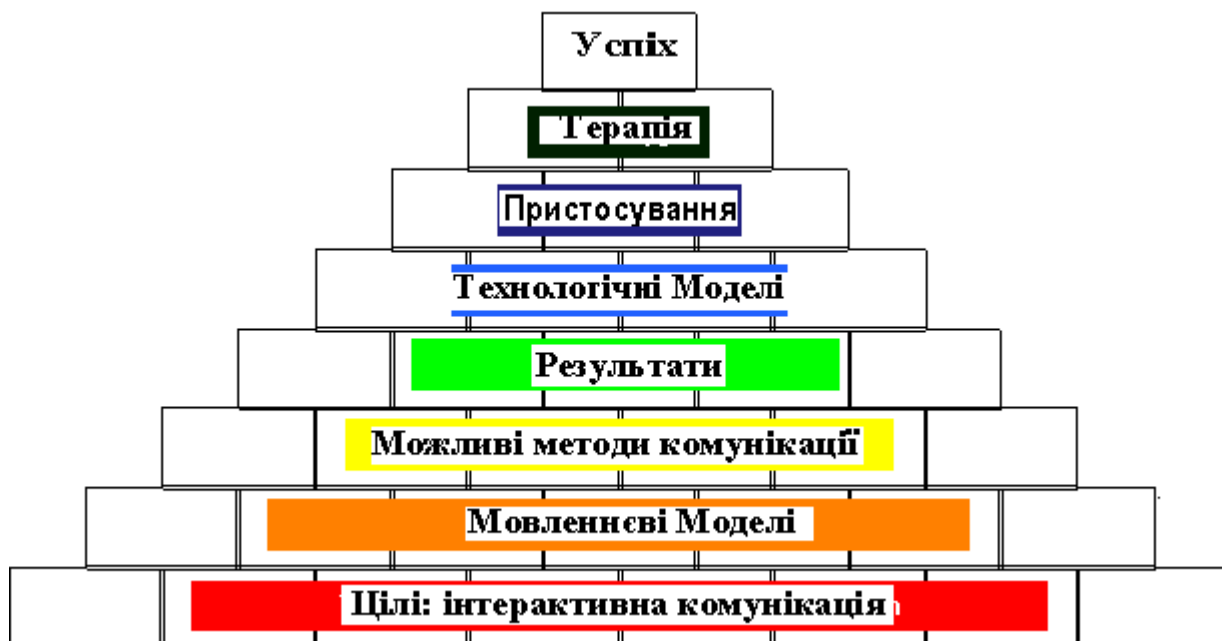 Успіх
Терапія
Пристосування
Технологічні Моделі
Результати
Можливі методи комунікації
Мовленнєві Моделі
Цілі: інтерактивна комунікація